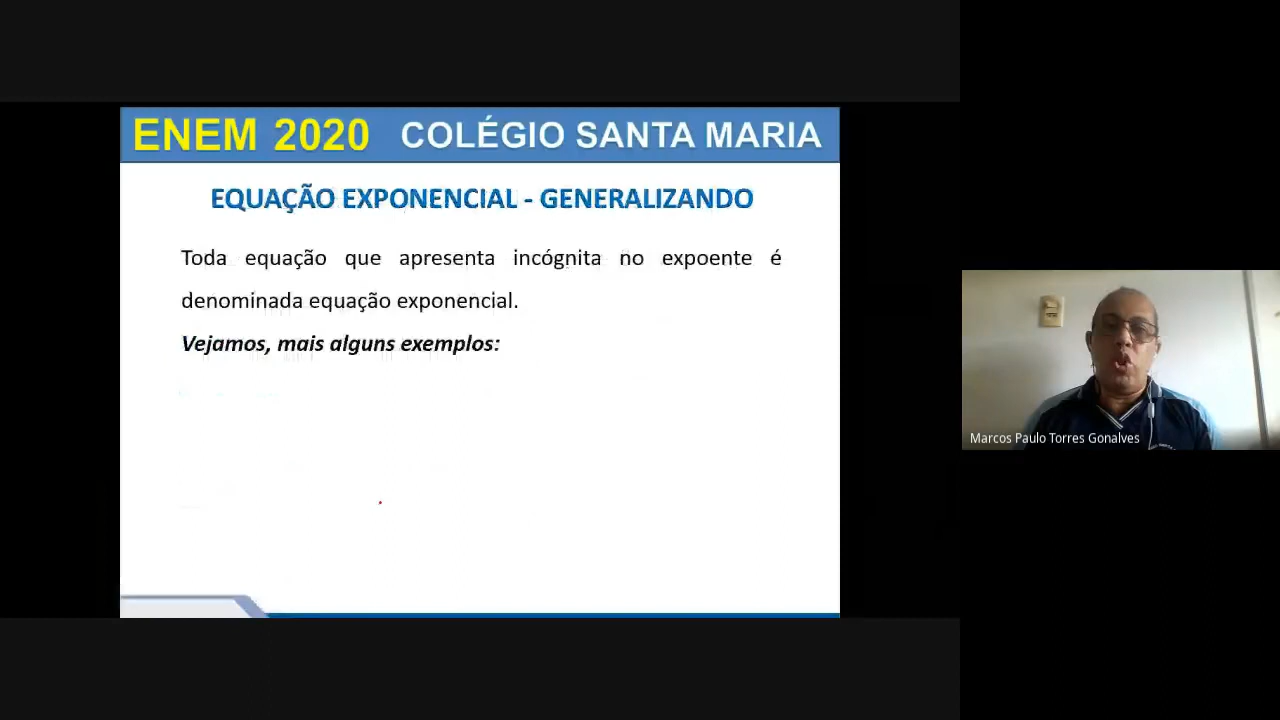 ENEM 2020 COLÉGIO SANTA MARIA
EQUAÇÃO EXPONENCIAL - GENERALIZANDO
Toda equação que apresenta incógnita no expoente é
denominada equação exponencial.
Vejamos, mais alguns exemplos:
Marcos Paulo Torres Gonalves